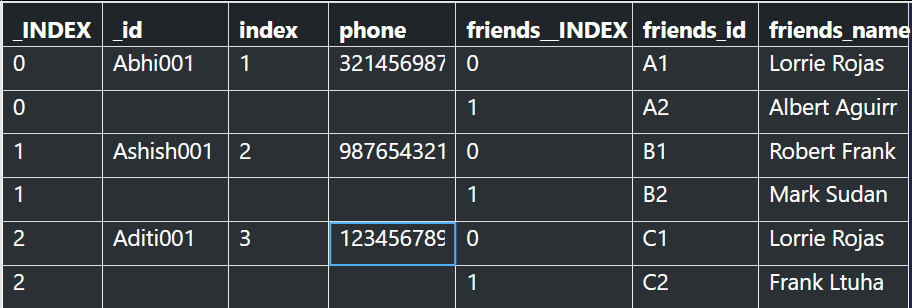 _INDEX _id index phone friends__INDEX friends_id friends_name
0 Abhi001 1 321456987 0 A1 Lorrie Rojas
0 1 A2 Albert Aguirr
1 Ashish001 2 987654321 0 B1 Robert Frank
1 1 B2 Mark Sudan
2 Aditi001 3 123456789 0 C1 Lorrie Rojas
2 1 C2 Frank Ltuha